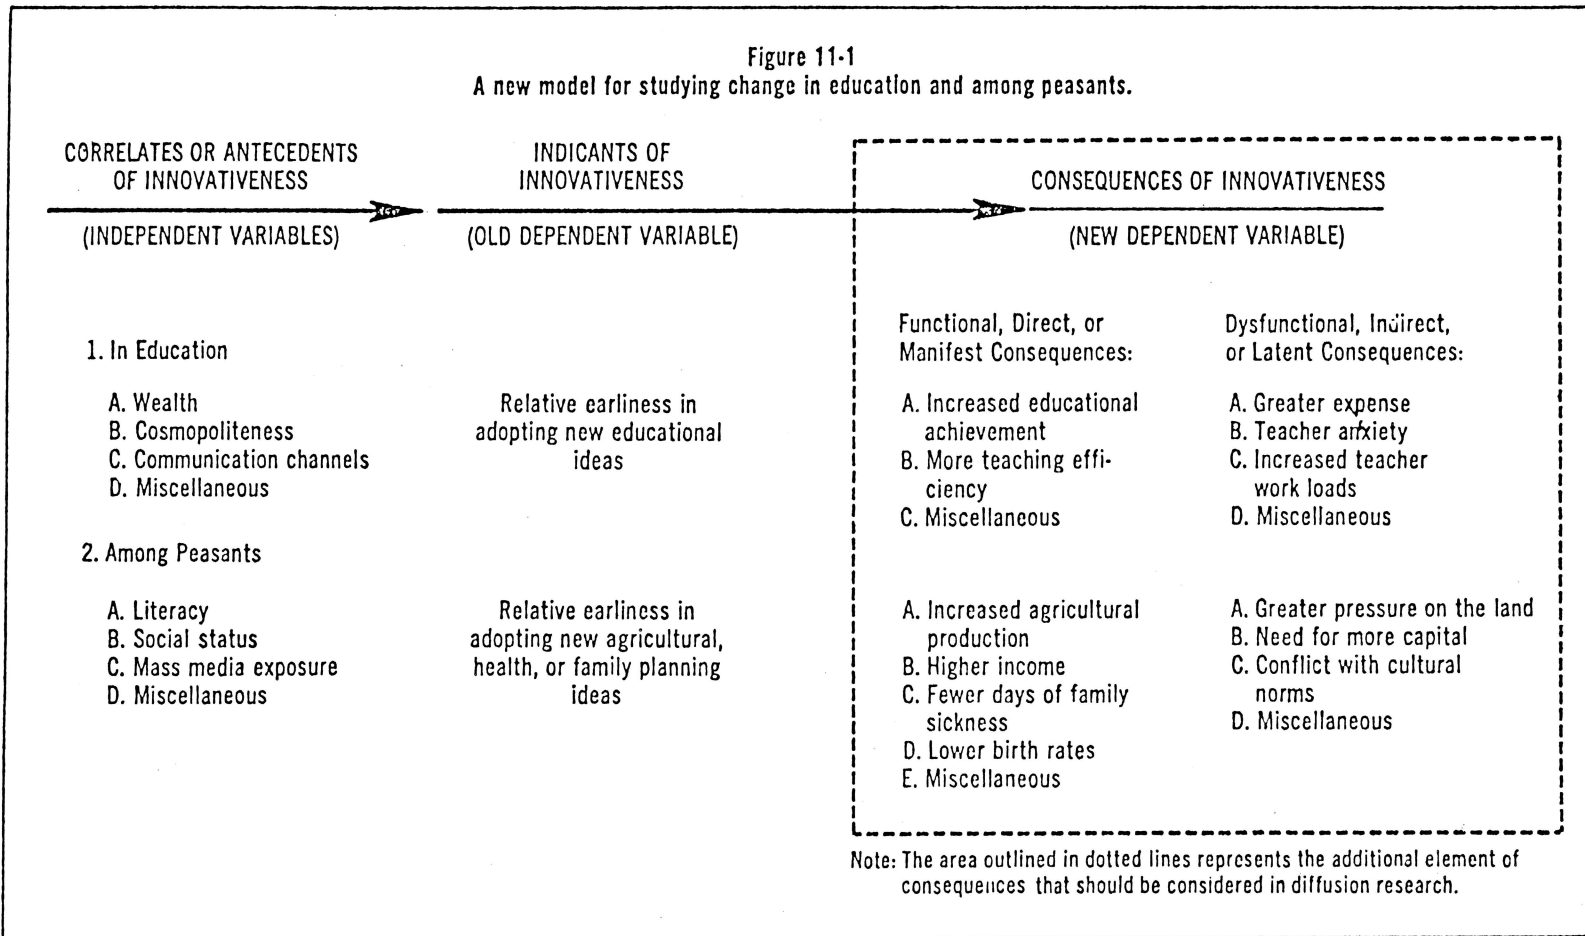 Figure 11-1
A new model for studying change in education and among peasants.
CORRELATES OR ANTECEDENTS
OF INNOVATIVENESS
(INDEPENDENT VARIABLES)
INDICANTS OF
INNOVATIVENESS
(OLD DEPENDENT VARIABLE)
CONSEQUENCES OF INNOVATIVENESS
(NEW DEPENDENT VARIABLE)
Functional, Direct, or
Manifest Consequences:
Dysfunctional, Indirect,
or Latent Consequences:
1. In Education
A. Wealth
B. Cosmopoliteness
C. Communication channels
D. Miscellaneous
Relative earliness in
adopting new educational
ideas
A. Increased educational
achievement
B. More teaching effi-
ciency
C. Miscellaneous
A. Greater expense
B. Teacher anxiety
C. Increased teacher
work loads
D. Miscellaneous
2. Among Peasants
A. Literacy
B. Social status
C. Mass media exposure
D. Miscellaneous
Relative earliness in
adopting new agricultural,
health, or family planning
ideas
A. Increased agricultural
production
B. Higher income
C. Fewer days of family
sickness
D. Lower birth rates
E. Miscellaneous
A. Greater pressure on the land
B. Need for more capital
C. Conflict with cultural
norms
D. Miscellaneous
Note: The area outlined in dotted lines represents the additional element of
consequences that should be considered in diffusion research.